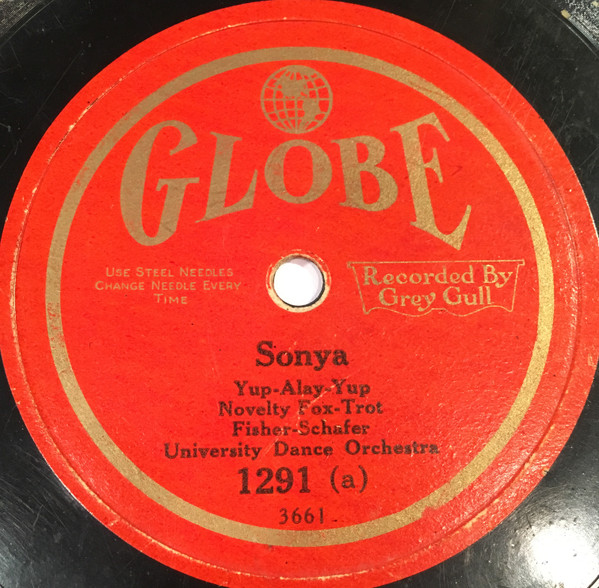 GLOBE
USE STEEL NEEDLES
CHANGE NEEDLE EVERY
TIME
Recorded By
Grey Gull
Sonya
Yup-Alay-Yup
Novelty Fox-Trot
Fisher-Schafer
University Dance Orchestra
1291 (a)
3661